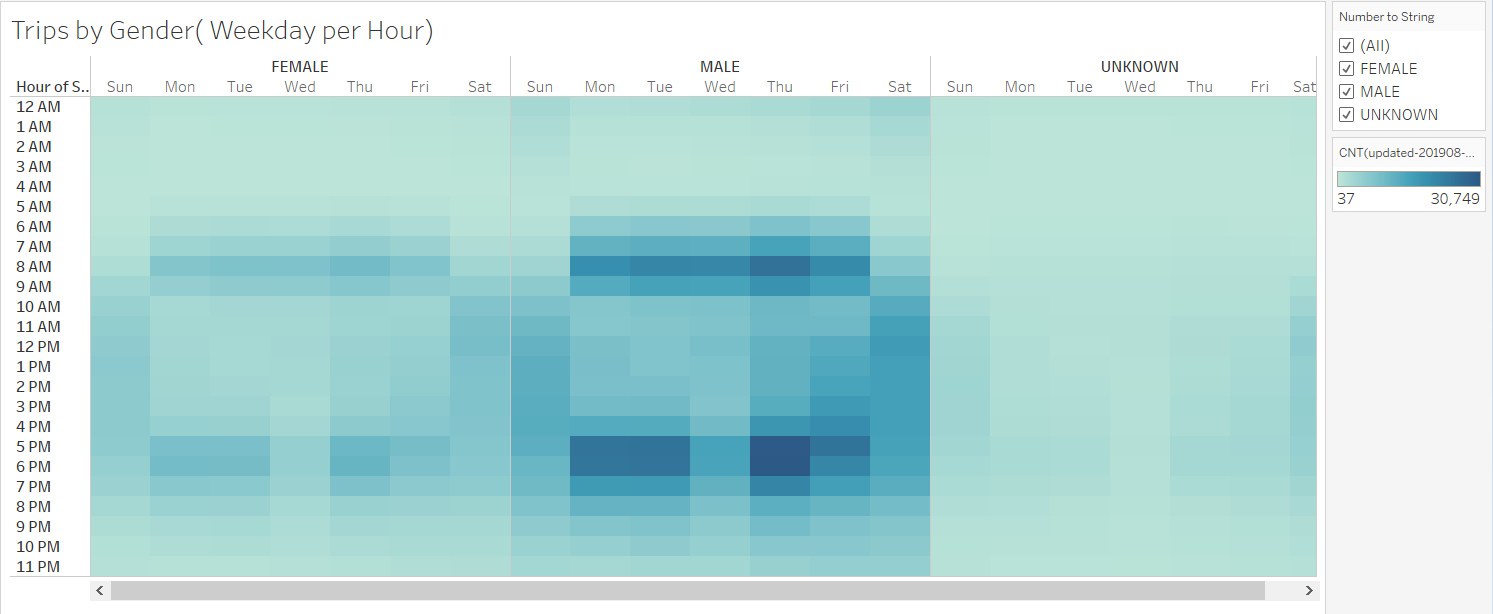 Trips by Gender( Weekday per Hour)
FEMALE MALE UNKNOWN
Hour of S.. Sun Mon Tue Wed Thu Fri Sat Sun Mon Tue Wed Thu Fri Sat Sun Mon Tue Wed Thu Fri Sat
12 AM
1 AM
2 AM
3 AM
4 AM
5 AM
6 AM
7 AM
8 AM
9 AM
10 AM
11 AM
12 PM
1 PM
2 PM
3 PM
4 PM
5 PM
6 PM
7 PM
8 PM
9 PM
10 PM
11 PM
Number to String
(All)
FEMALE
MALE
UNKNOWN
CNT(updated-201908-...
37 30,749